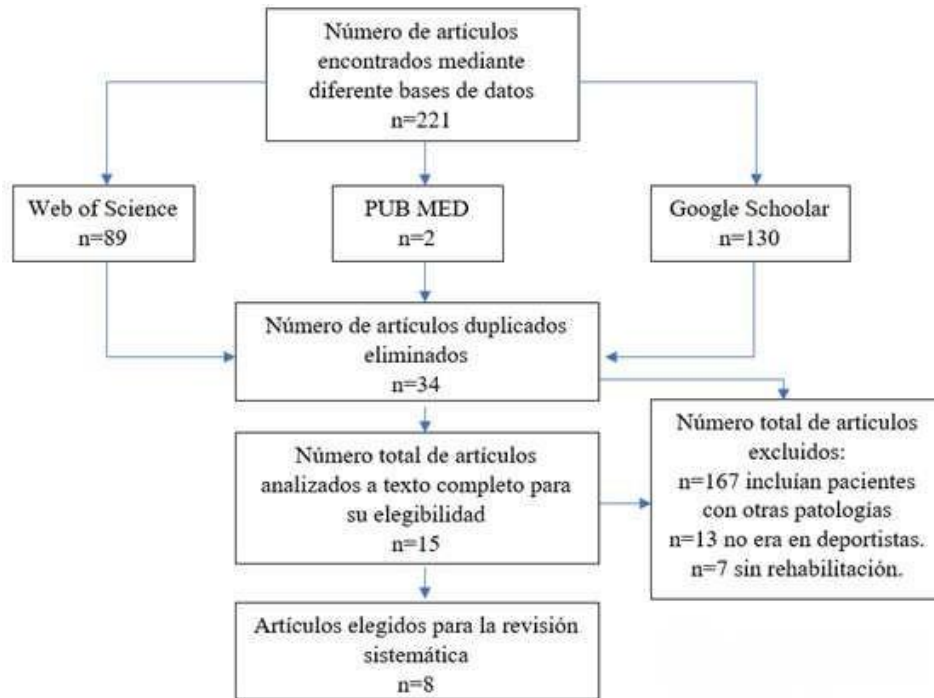 Número de artículos
encontrados mediante
diferente bases de datos
n=221
Web of Science
n=89
PUB MED
n=2
Google Schoolar
n=130
Número de artículos duplicados
eliminados
n=34
Número total de artículos
analizados a texto completo para
su elegibilidad
n=15
Número total de artículos
excluidos:
n=167 incluían pacientes
con otras patologías
n=13 no era en deportistas.
n=7 sin rehabilitación.
Artículos elegidos para la revisión
sistemática
n=8